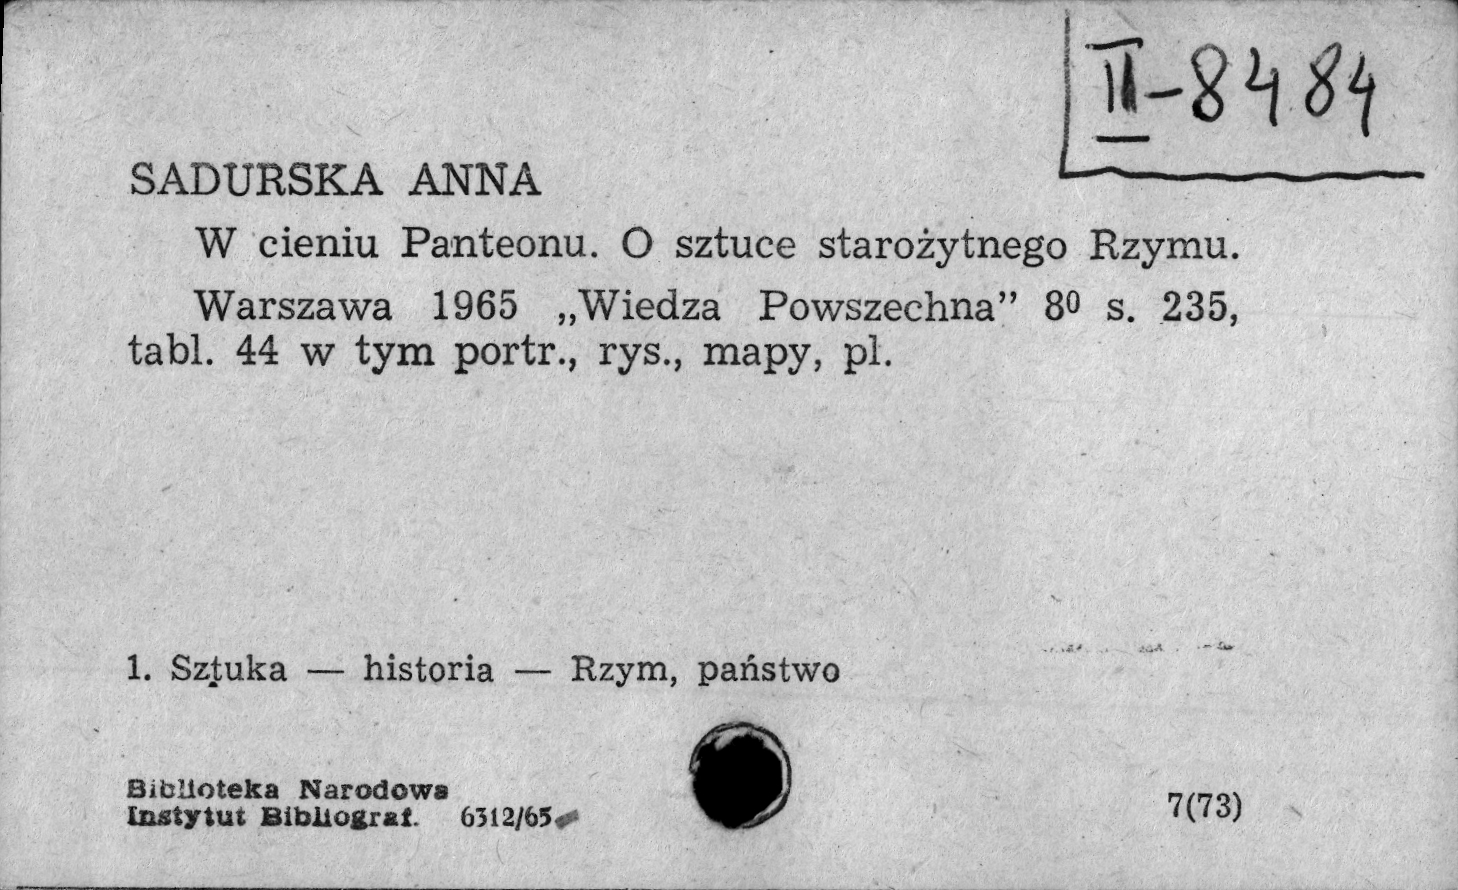 II-8484
SADURSKA ANNA
W cieniu Panteonu. O sztuce starożytnego Rzymu.
Warszawa 1965 „Wiedza Powszechna” 8⁰ s. 235,
tabl. 44 w tym portr., rys., mapy, pl.
1. Sztuka — historia — Rzym, państwo
Biblioteka Narodowa
Instytut Bibliograf. 6312/65
7(73)